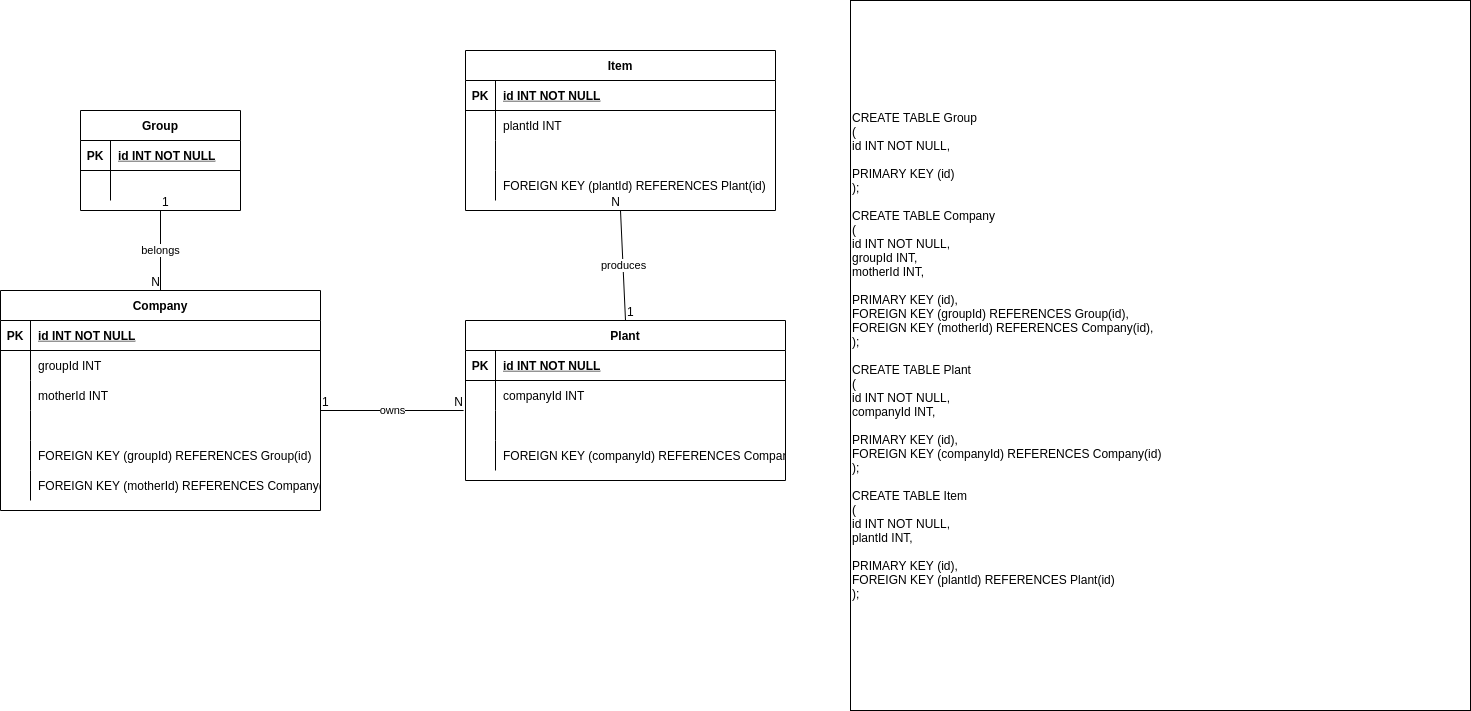 Group
PK id INT NOT NULL
1
belongs
N
Company
PK id INT NOT NULL
groupId INT
motherId INT
FOREIGN KEY (groupId) REFERENCES Group(id)
FOREIGN KEY (motherId) REFERENCES Company(
1 owns N
Item
PK id INT NOT NULL
plantId INT
FOREIGN KEY (plantId) REFERENCES Plant(id)
N
produces
1
Plant
PK id INT NOT NULL
companyId INT
FOREIGN KEY (companyId) REFERENCES Compan
CREATE TABLE Group
(
id INT NOT NULL,
PRIMARY KEY (id)
);
CREATE TABLE Company
(
id INT NOT NULL,
groupId INT,
motherId INT,
PRIMARY KEY (id),
FOREIGN KEY (groupId) REFERENCES Group(id),
FOREIGN KEY (motherId) REFERENCES Company(id),
);
CREATE TABLE Plant
(
id INT NOT NULL,
companyId INT,
PRIMARY KEY (id),
FOREIGN KEY (companyId) REFERENCES Company(id)
);
CREATE TABLE Item
(
id INT NOT NULL,
plantId INT,
PRIMARY KEY (id),
FOREIGN KEY (plantId) REFERENCES Plant(id)
);